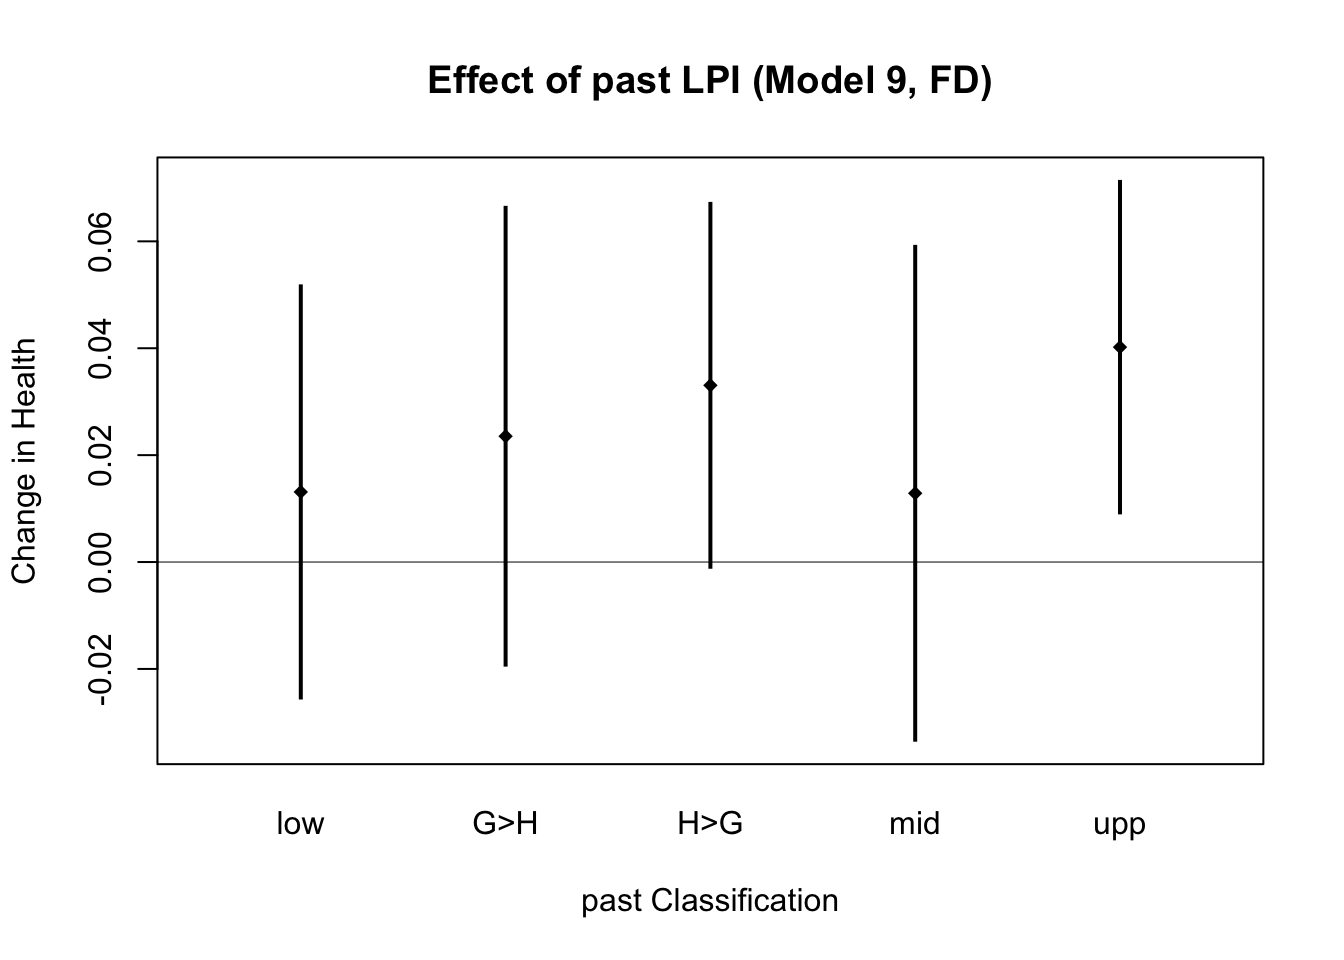 Effect of past LPI (Model 9, FD)
Change in Health
0.06
0.04
0.02
0.00
-0.02
low G>H H>G mid upp
past Classification